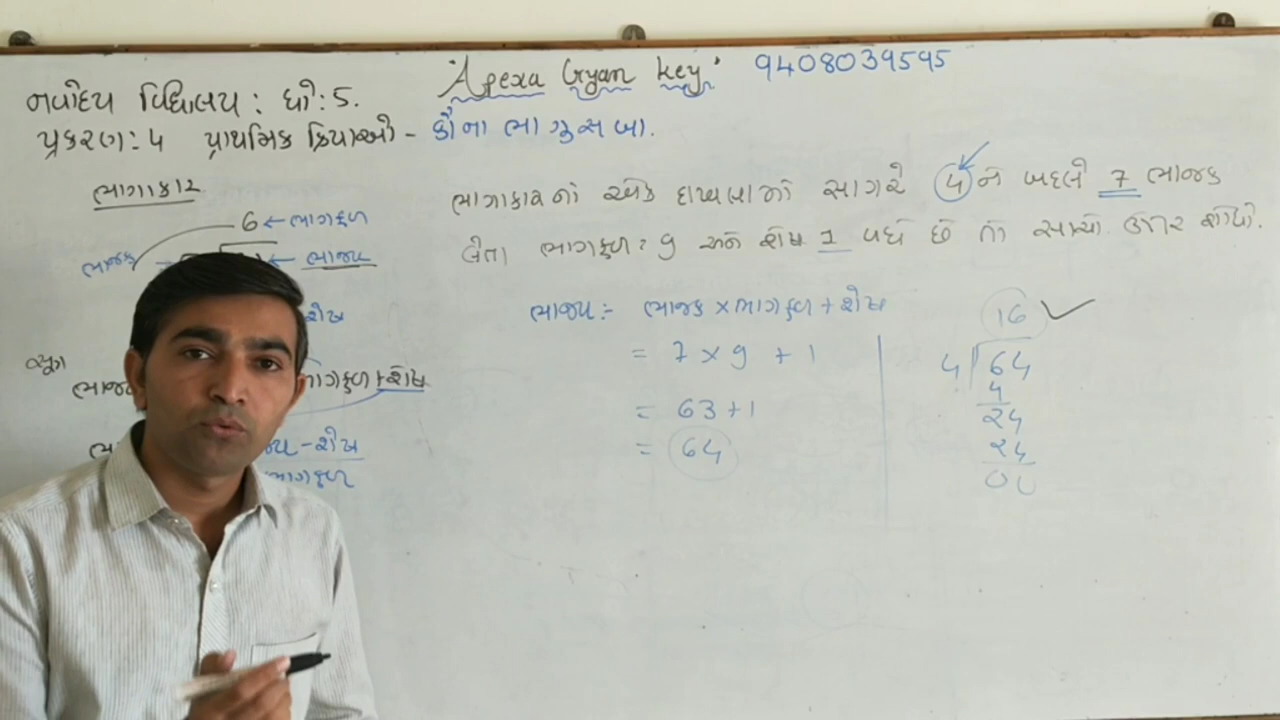 "Apexa Gyan key" 9408039595
નવોદય વિદ્યાલય : ધો : 5.
પ્રકરણ : 4 પ્રાથમિક ક્રિયાઓ - કૌંના ભા ગુ સ બા.
ભાગાકારના એક દાખલામાં સાગરે 4 ને બદલે 7 ભાજક
લેતા ભાગફળ : 9 અને શેષ 1 વધે છે તો સાચો ઉત્તર શોધો.
ભાગાકાર
6 ← ભાગફળ
ભાજક
← ભાજ્ય
શેષ
સૂત્ર
ભાગફળ + શેષ
ભાજ્ય - શેષ
ભાગફળ
ભાજ્ય :- ભાજક × ભાગફળ + શેષ
= 7 × 9 + 1
= 63 + 1
= 64
16
4 64
4
24
24
00